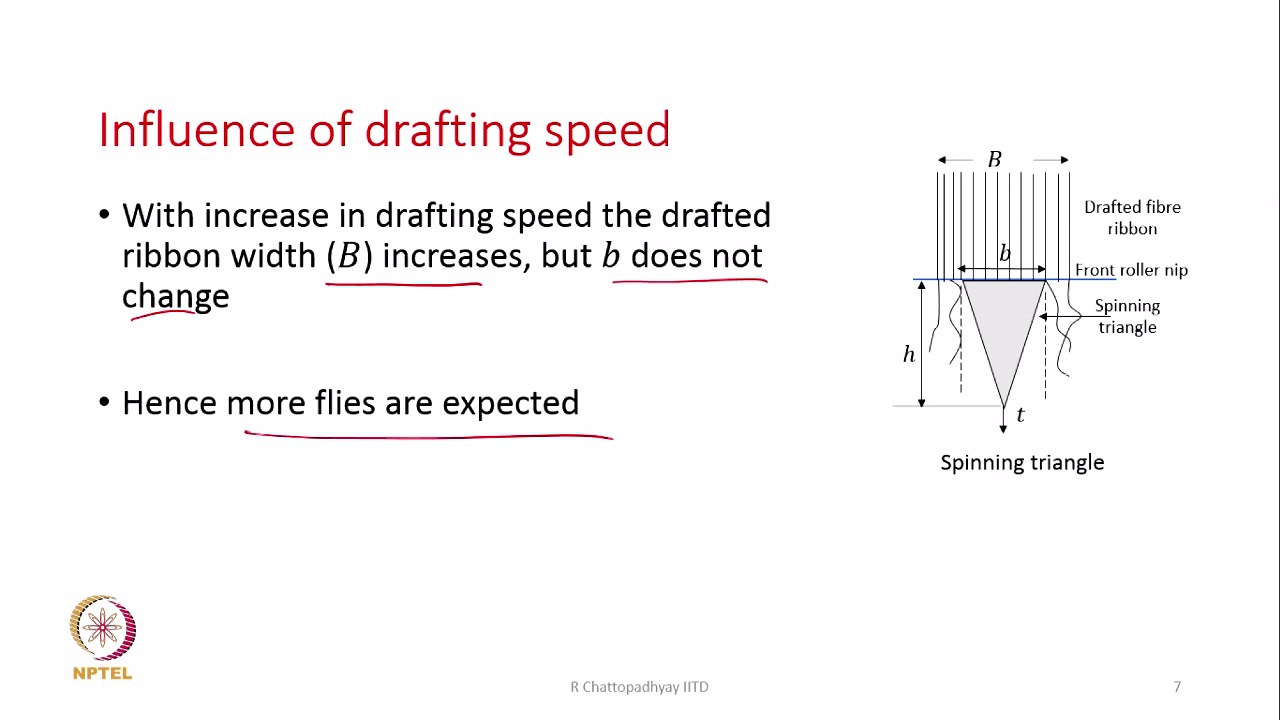 Influence of drafting speed
• With increase in drafting speed the drafted
ribbon width (B) increases, but b does not
change
• Hence more flies are expected
B
Drafted fibre
ribbon
b
Front roller nip
Spinning
triangle
h
t
Spinning triangle
NPTEL
R Chattopadhyay IITD
7